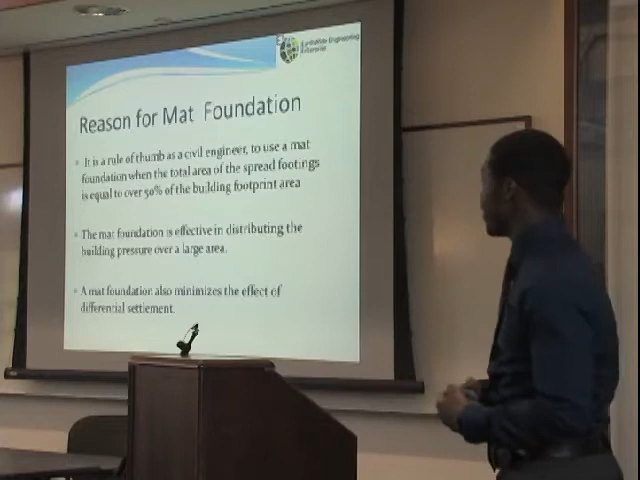 Engineering
Reason for Mat Foundation
It is a rule of thumb as a civil engineer, to use a mat
foundation when the total area of the spread footings
is equal to over 50% of the building footprint area
The mat foundation is effective in distributing the
building pressure over a large area.
A mat foundation also minimizes the effect of
differential settlement.